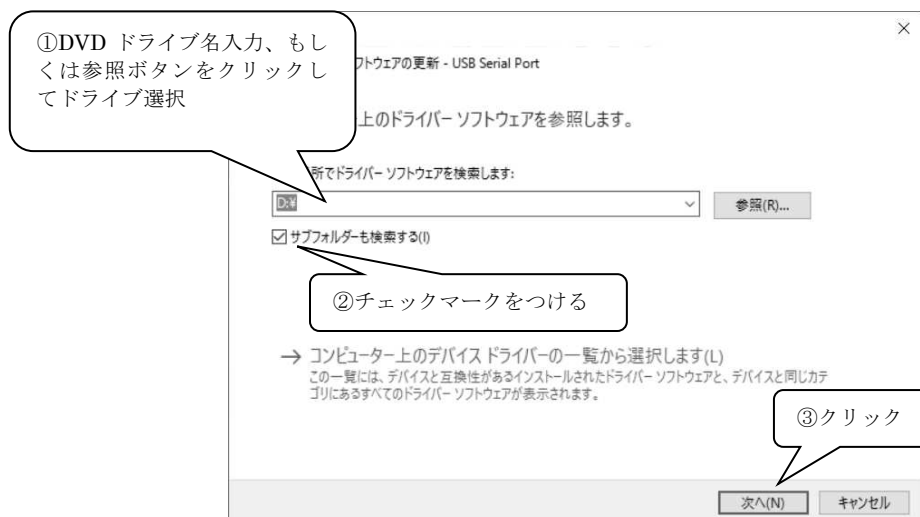 ①DVD ドライブ名入力、もし
くは参照ボタンをクリックし
てドライブ選択
フトウェアの更新 - USB Serial Port
上のドライバー ソフトウェアを参照します。
所でドライバー ソフトウェアを検索します:
D:¥
参照(R)...
サブフォルダーも検索する(I)
②チェックマークをつける
→ コンピューター上のデバイス ドライバーの一覧から選択します(L)
この一覧には、デバイスと互換性があるインストールされたドライバー ソフトウェアと、デバイスと同じカテ
ゴリにあるすべてのドライバー ソフトウェアが表示されます。
③クリック
次へ(N)
キャンセル